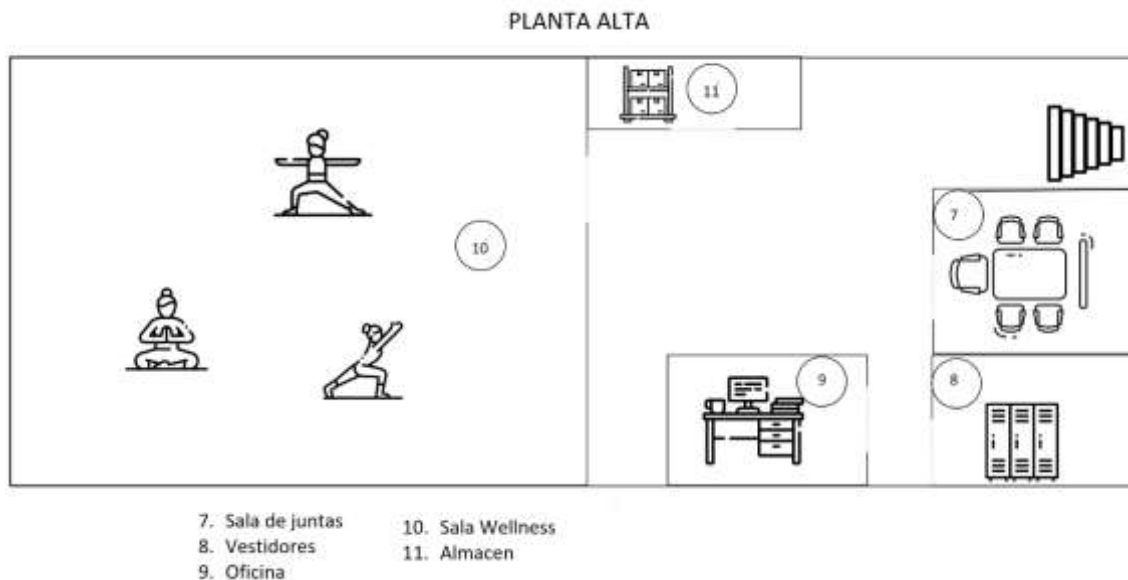 PLANTA ALTA
11
7
10
9
8
7. Sala de juntas
8. Vestidores
9. Oficina
10. Sala Wellness
11. Almacen